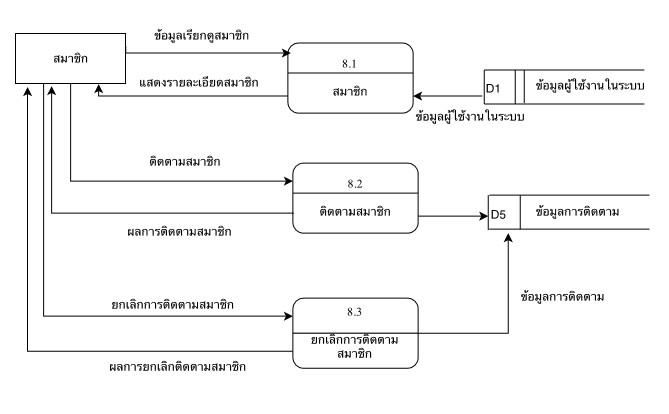 ข้อมูลเรียกดูสมาชิก
สมาชิก
8.1
แสดงรายละเอียดสมาชิก
สมาชิก
D1
ข้อมูลผู้ใช้งานในระบบ
ข้อมูลผู้ใช้งานในระบบ
ติดตามสมาชิก
8.2
ติดตามสมาชิก
D5
ข้อมูลการติดตาม
ผลการติดตามสมาชิก
ยกเลิกการติดตามสมาชิก
8.3
ข้อมูลการติดตาม
ยกเลิกการติดตาม
สมาชิก
ผลการยกเลิกติดตามสมาชิก